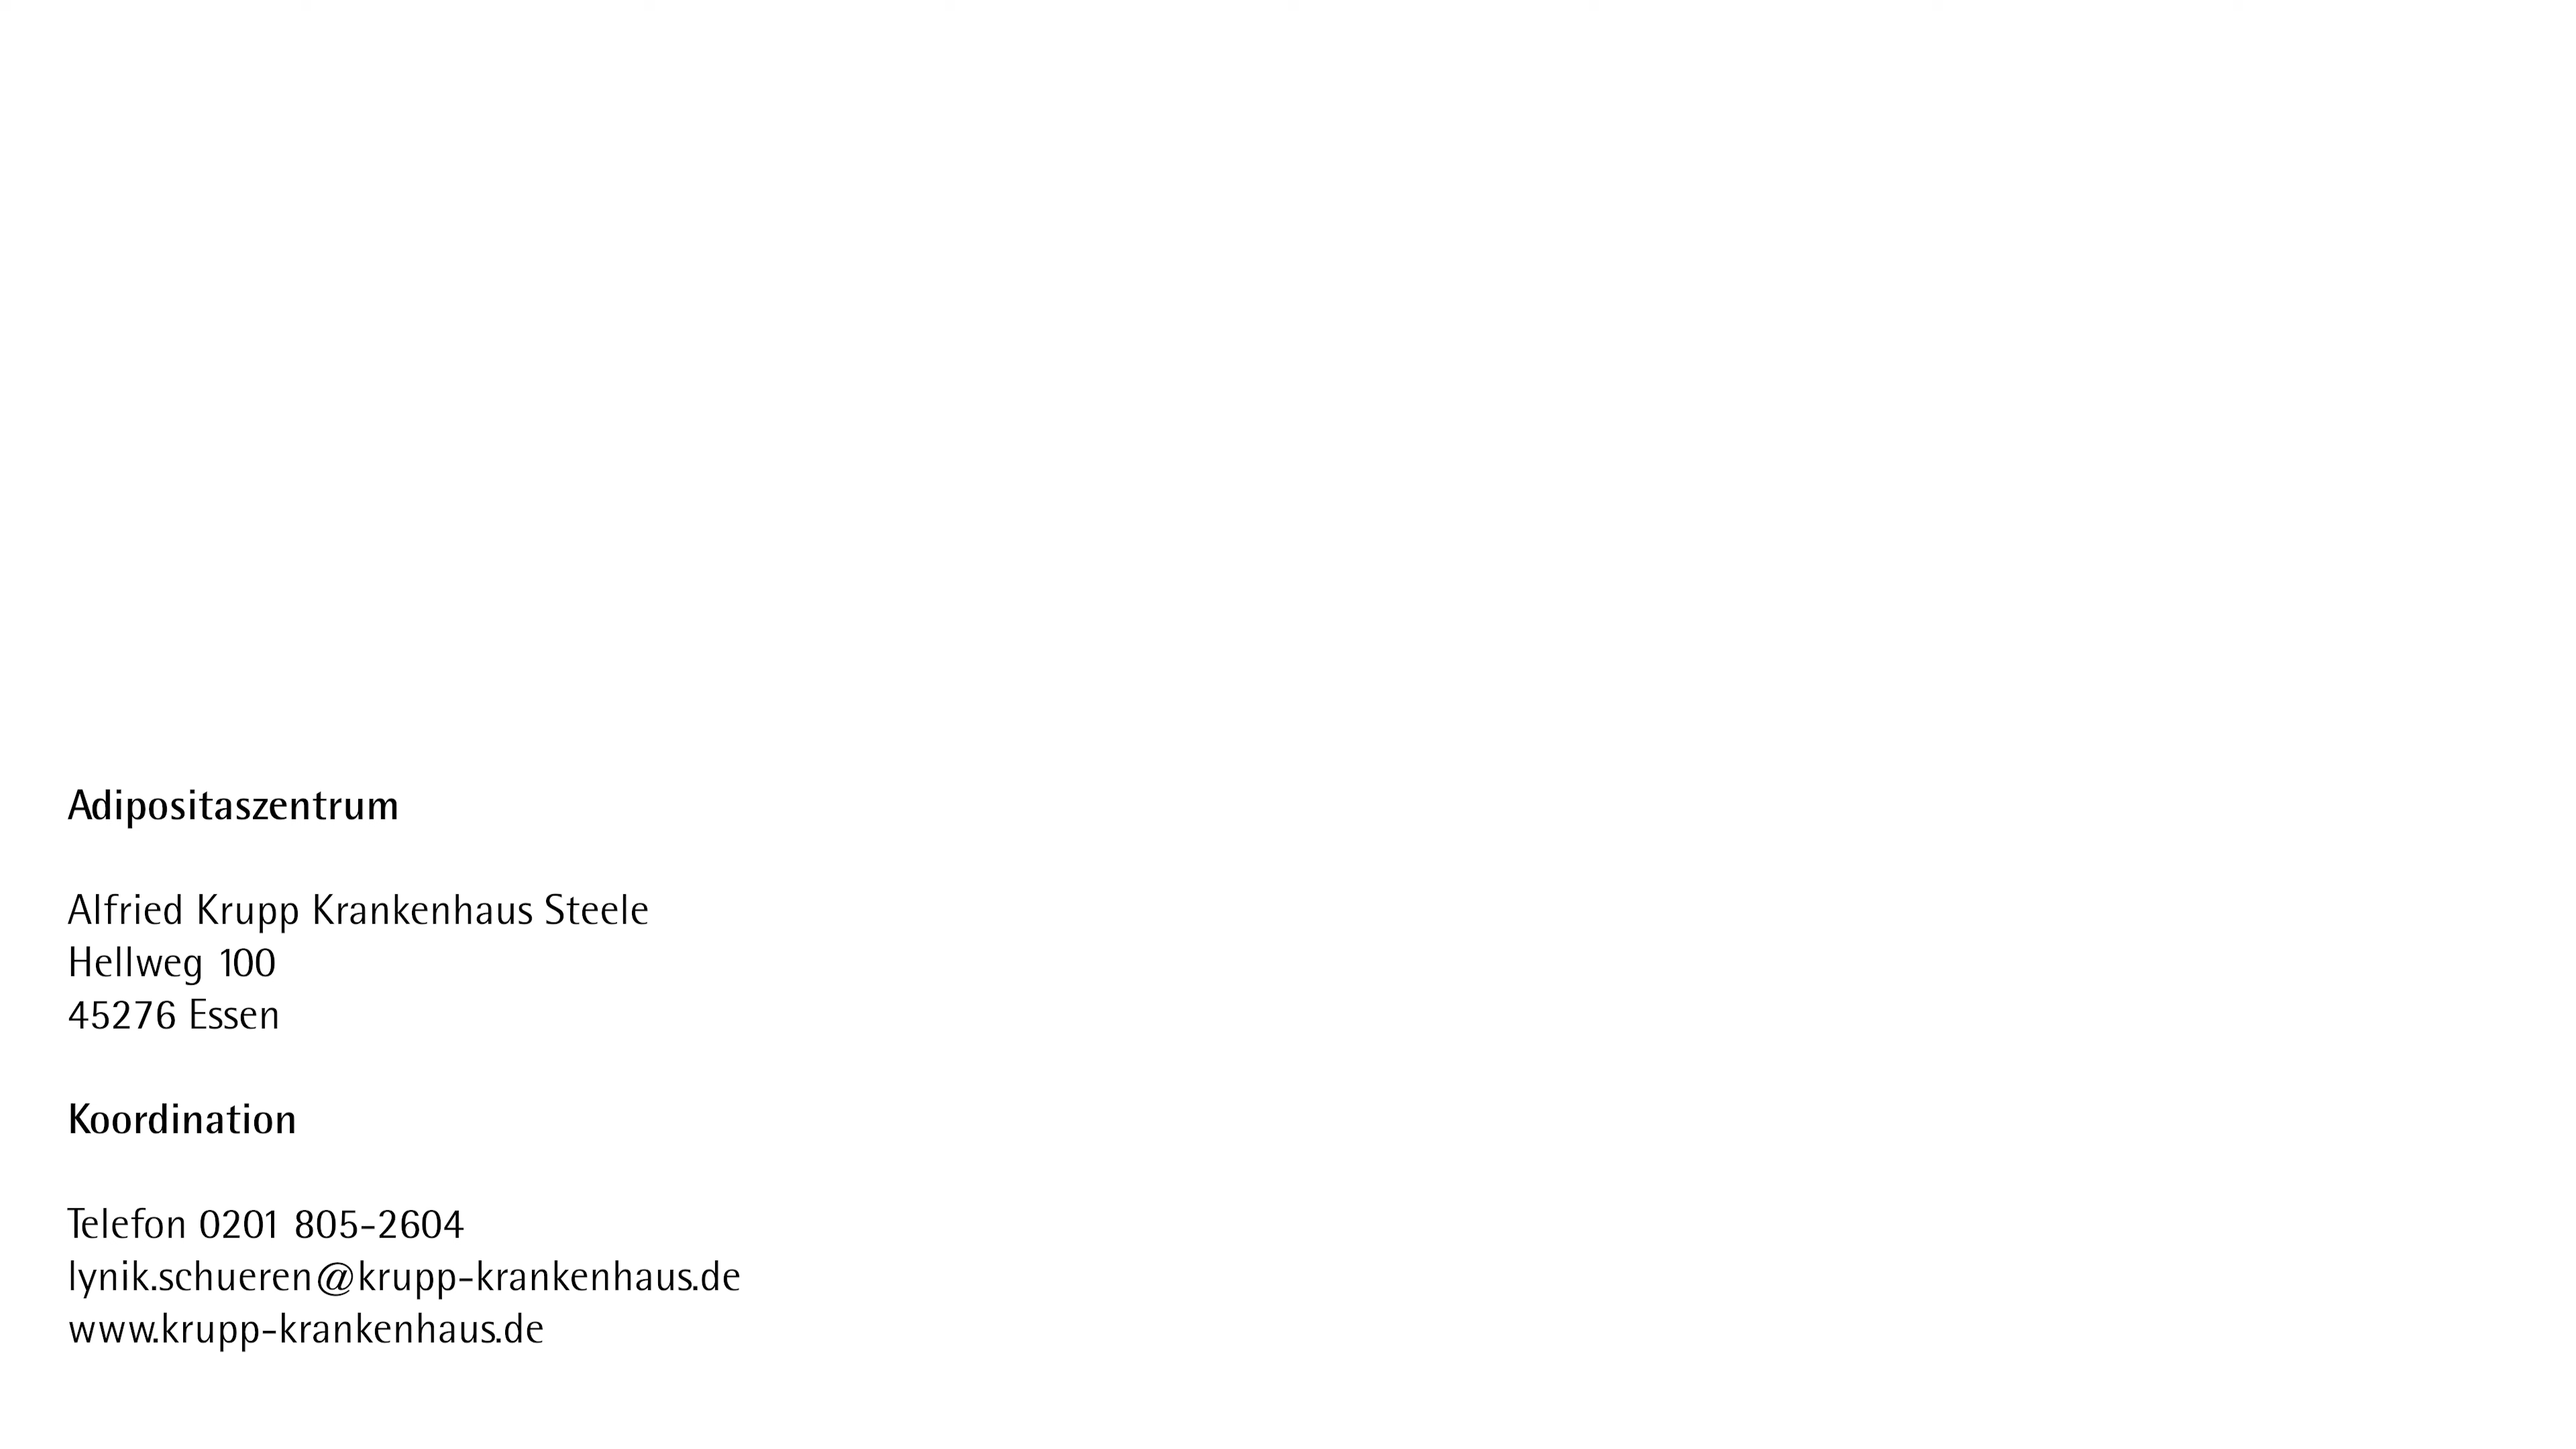 Adipositaszentrum
Alfried Krupp Krankenhaus Steele
Hellweg 100
45276 Essen
Koordination
Telefon 0201 805-2604
lynik.schueren@krupp-krankenhaus.de
www.krupp-krankenhaus.de